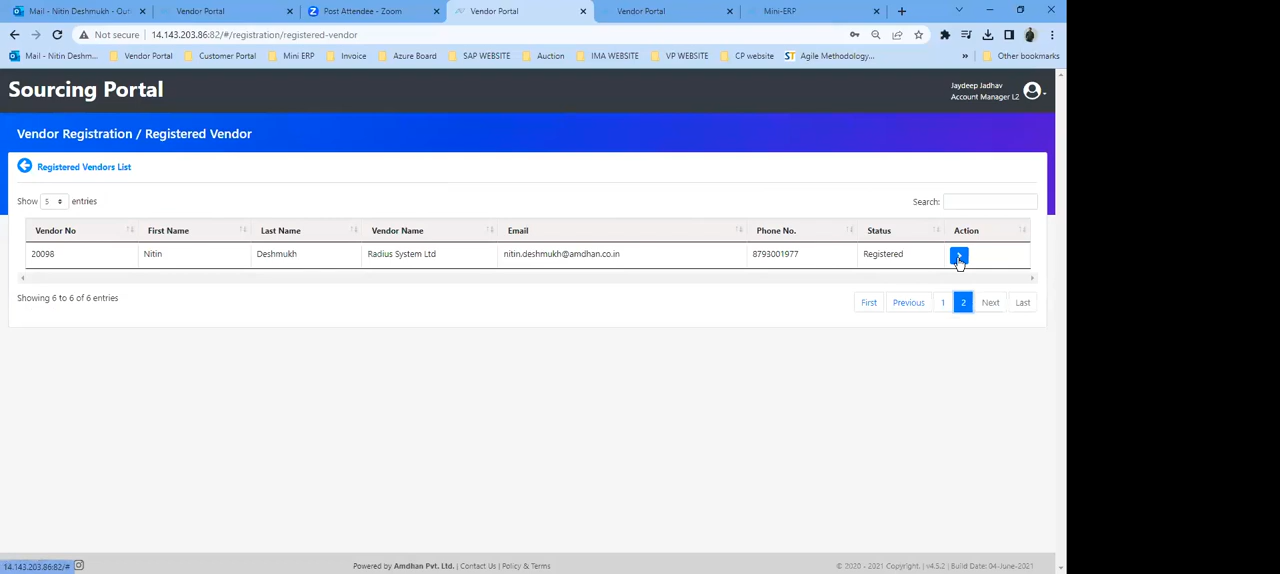 Mail - Nitin Deshmukh - Out
Vendor Portal
Post Attendee - Zoom
Vendor Portal
Vendor Portal
Mini-ERP
Not secure
14.143.203.86:82/#/registration/registered-vendor
Mail - Nitin Deshm...
Vendor Portal
Customer Portal
Mini ERP
Invoice
Azure Board
SAP WEBSITE
Auction
IMA WEBSITE
VP WEBSITE
CP website
ST Agile Methodology...
»
Other bookmarks
Sourcing Portal
Jaydeep Jadhav
Account Manager L2
Vendor Registration / Registered Vendor
Registered Vendors List
Show 5 entries
Search:
Vendor No First Name Last Name Vendor Name Email Phone No. Status Action
20098 Nitin Deshmukh Radius System Ltd nitin.deshmukh@amdhan.co.in 8793001977 Registered
Showing 6 to 6 of 6 entries
First Previous 1 2 Next Last
14.143.203.86:82/#
Powered by Amdhan Pvt. Ltd. | Contact Us | Policy & Terms
© 2020 - 2021 Copyright. | v4.5.2 | Build Date: 04-June-2021